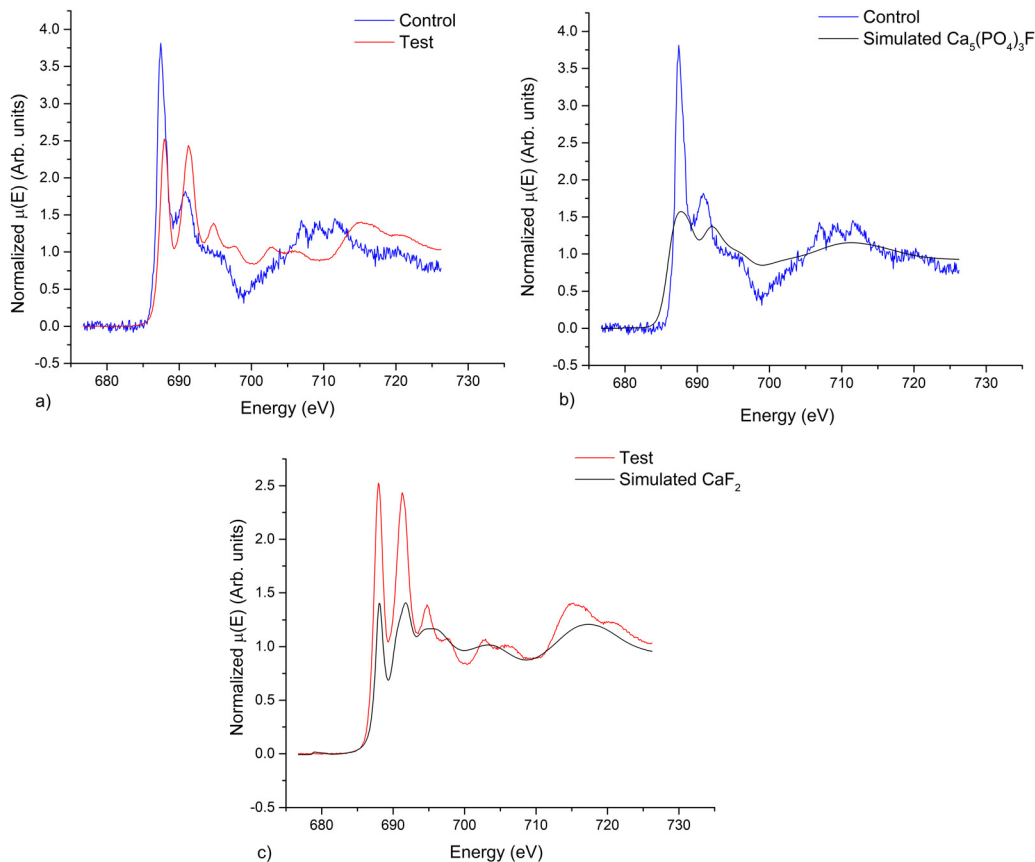 Control
Test
4.0
3.5
3.0
2.5
2.0
1.5
1.0
0.5
0.0
-0.5
Normalized μ(E) (Arb. units)
680 690 700 710 720 730
Energy (eV)
a)
Control
Simulated Ca5(PO4)3F
4.0
3.5
3.0
2.5
2.0
1.5
1.0
0.5
0.0
-0.5
Normalized μ(E) (Arb. units)
680 690 700 710 720 730
Energy (eV)
b)
Test
Simulated CaF2
2.5
2.0
1.5
1.0
0.5
0.0
-0.5
Normalized μ(E) (Arb. units)
680 690 700 710 720 730
Energy (eV)
c)